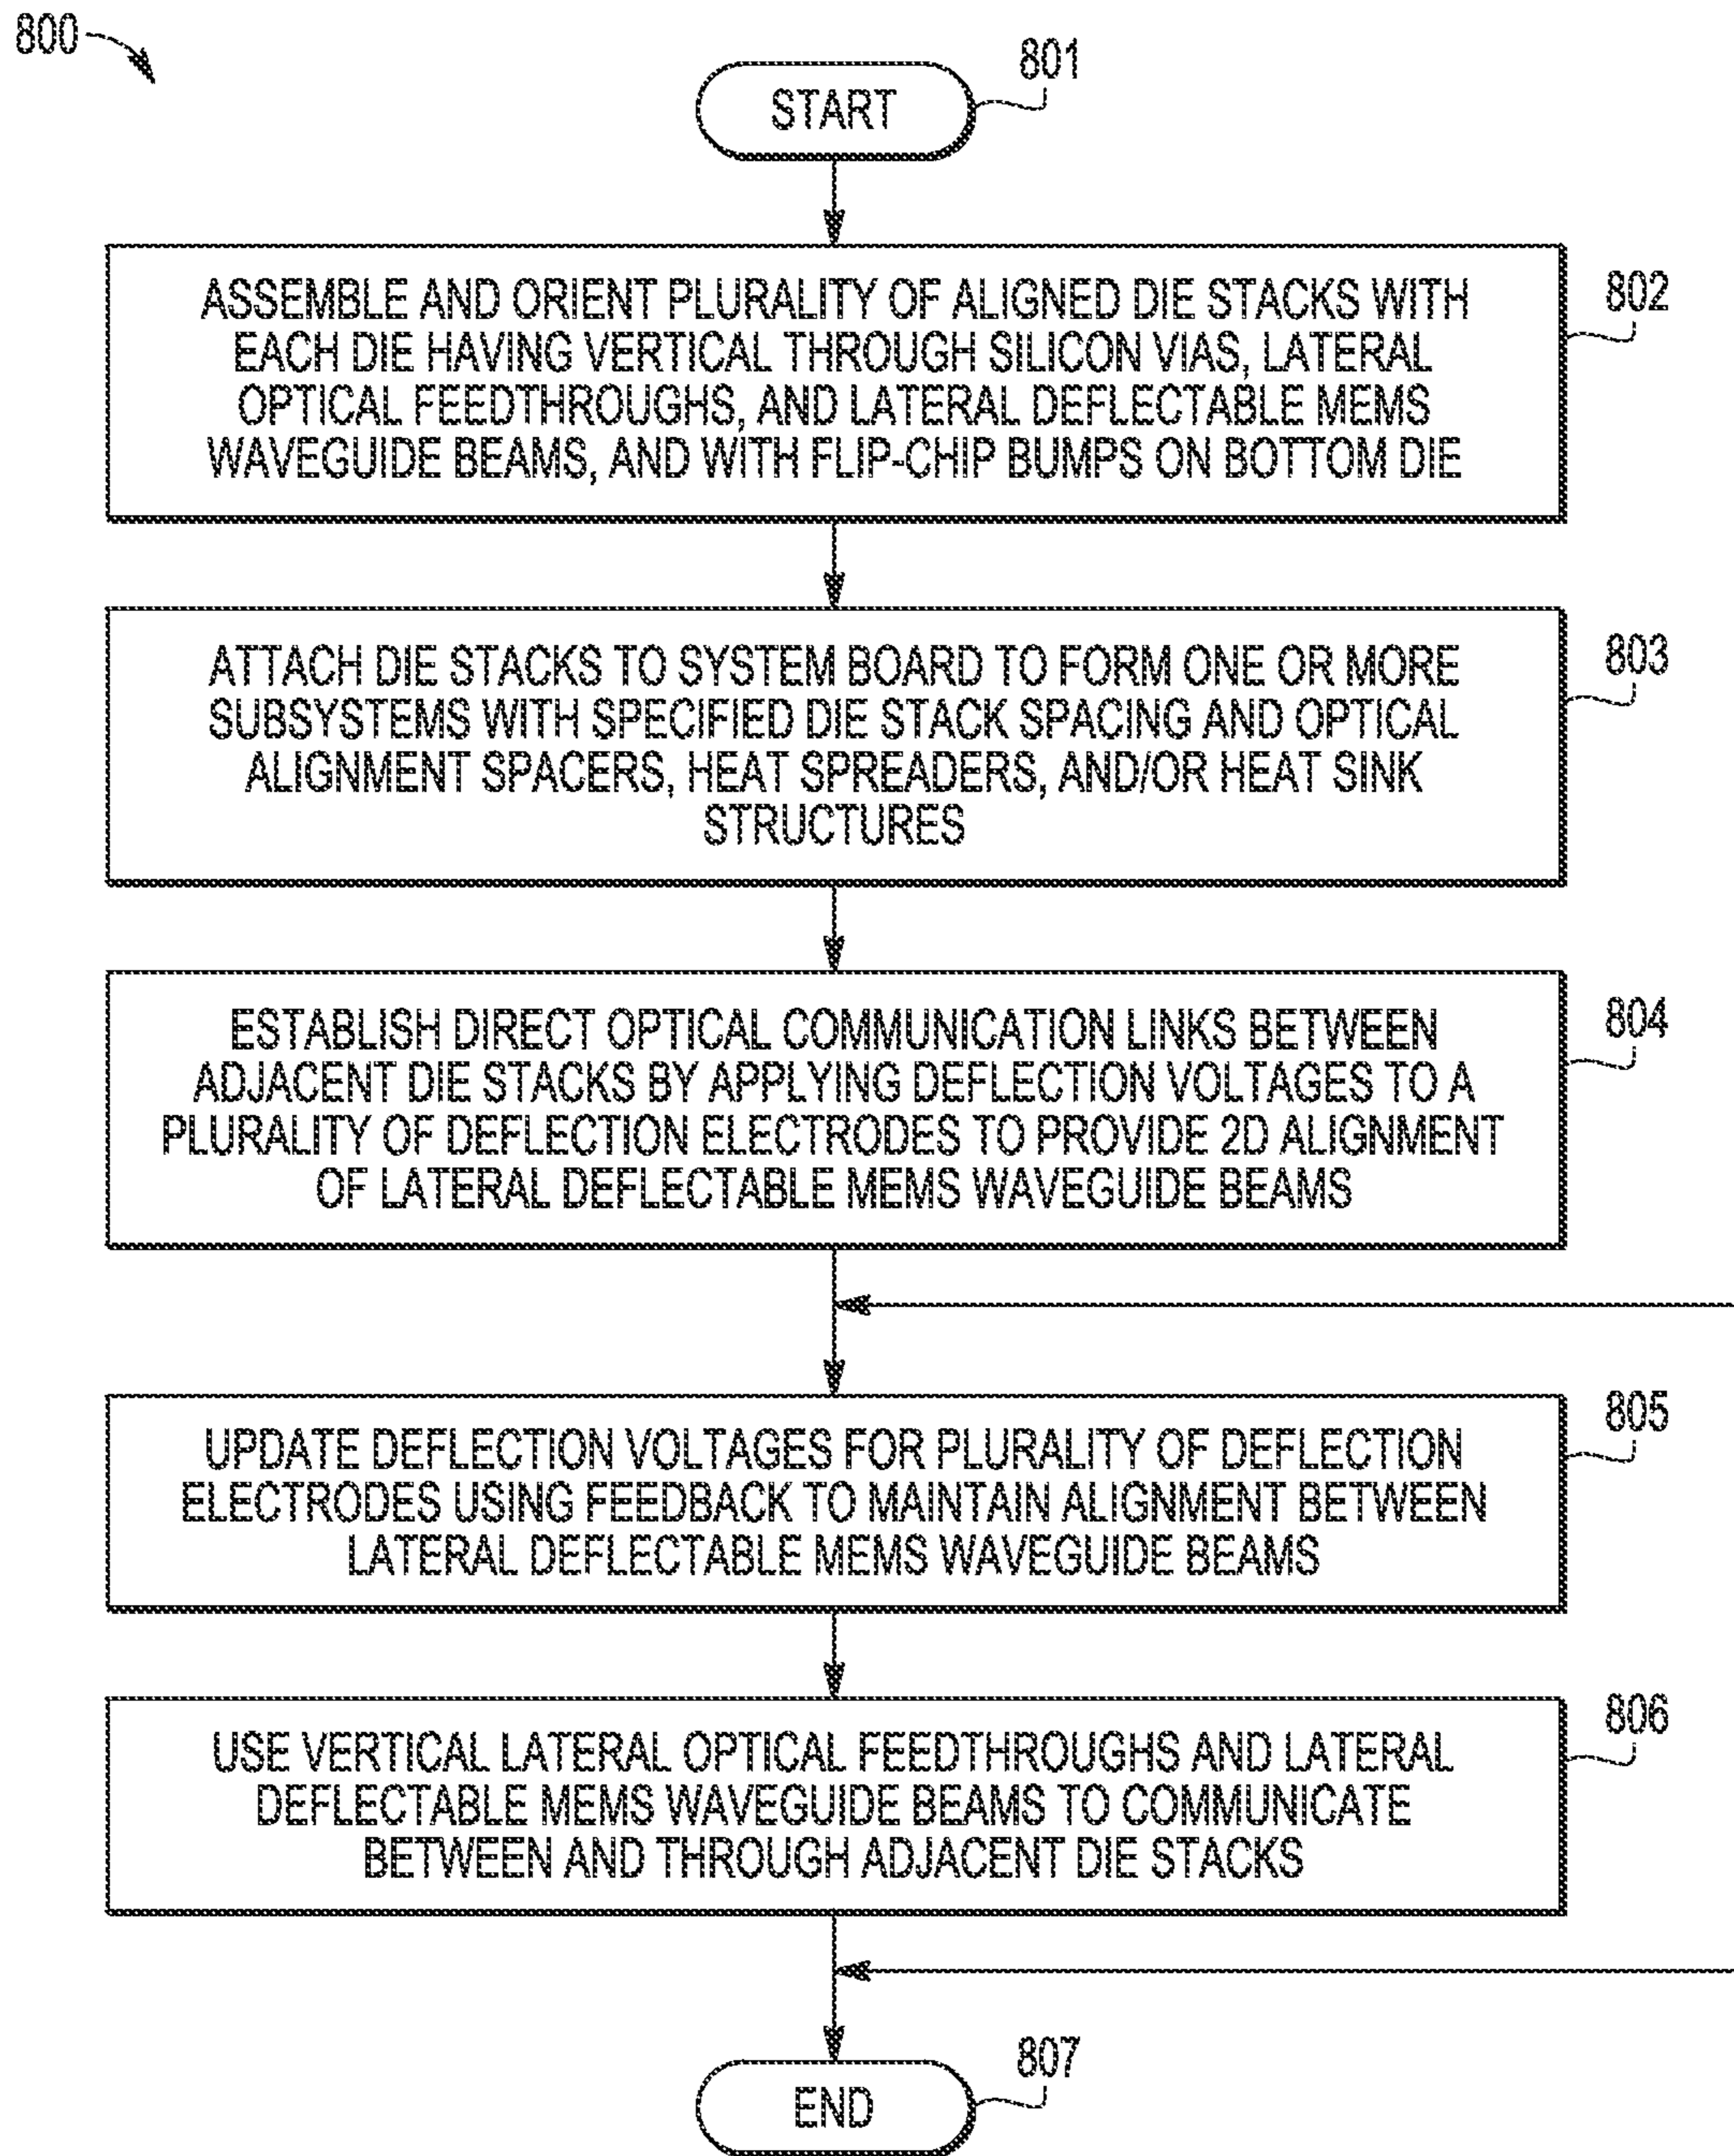 800
801
START
802
ASSEMBLE AND ORIENT PLURALITY OF ALIGNED DIE STACKS WITH
EACH DIE HAVING VERTICAL THROUGH SILICON VIAS, LATERAL
OPTICAL FEEDTHROUGHS, AND LATERAL DEFLECTABLE MEMS
WAVEGUIDE BEAMS, AND WITH FLIP-CHIP BUMPS ON BOTTOM DIE
803
ATTACH DIE STACKS TO SYSTEM BOARD TO FORM ONE OR MORE
SUBSYSTEMS WITH SPECIFIED DIE STACK SPACING AND OPTICAL
ALIGNMENT SPACERS, HEAT SPREADERS, AND/OR HEAT SINK
STRUCTURES
804
ESTABLISH DIRECT OPTICAL COMMUNICATION LINKS BETWEEN
ADJACENT DIE STACKS BY APPLYING DEFLECTION VOLTAGES TO A
PLURALITY OF DEFLECTION ELECTRODES TO PROVIDE 2D ALIGNMENT
OF LATERAL DEFLECTABLE MEMS WAVEGUIDE BEAMS
805
UPDATE DEFLECTION VOLTAGES FOR PLURALITY OF DEFLECTION
ELECTRODES USING FEEDBACK TO MAINTAIN ALIGNMENT BETWEEN
LATERAL DEFLECTABLE MEMS WAVEGUIDE BEAMS
806
USE VERTICAL LATERAL OPTICAL FEEDTHROUGHS AND LATERAL
DEFLECTABLE MEMS WAVEGUIDE BEAMS TO COMMUNICATE
BETWEEN AND THROUGH ADJACENT DIE STACKS
807
END